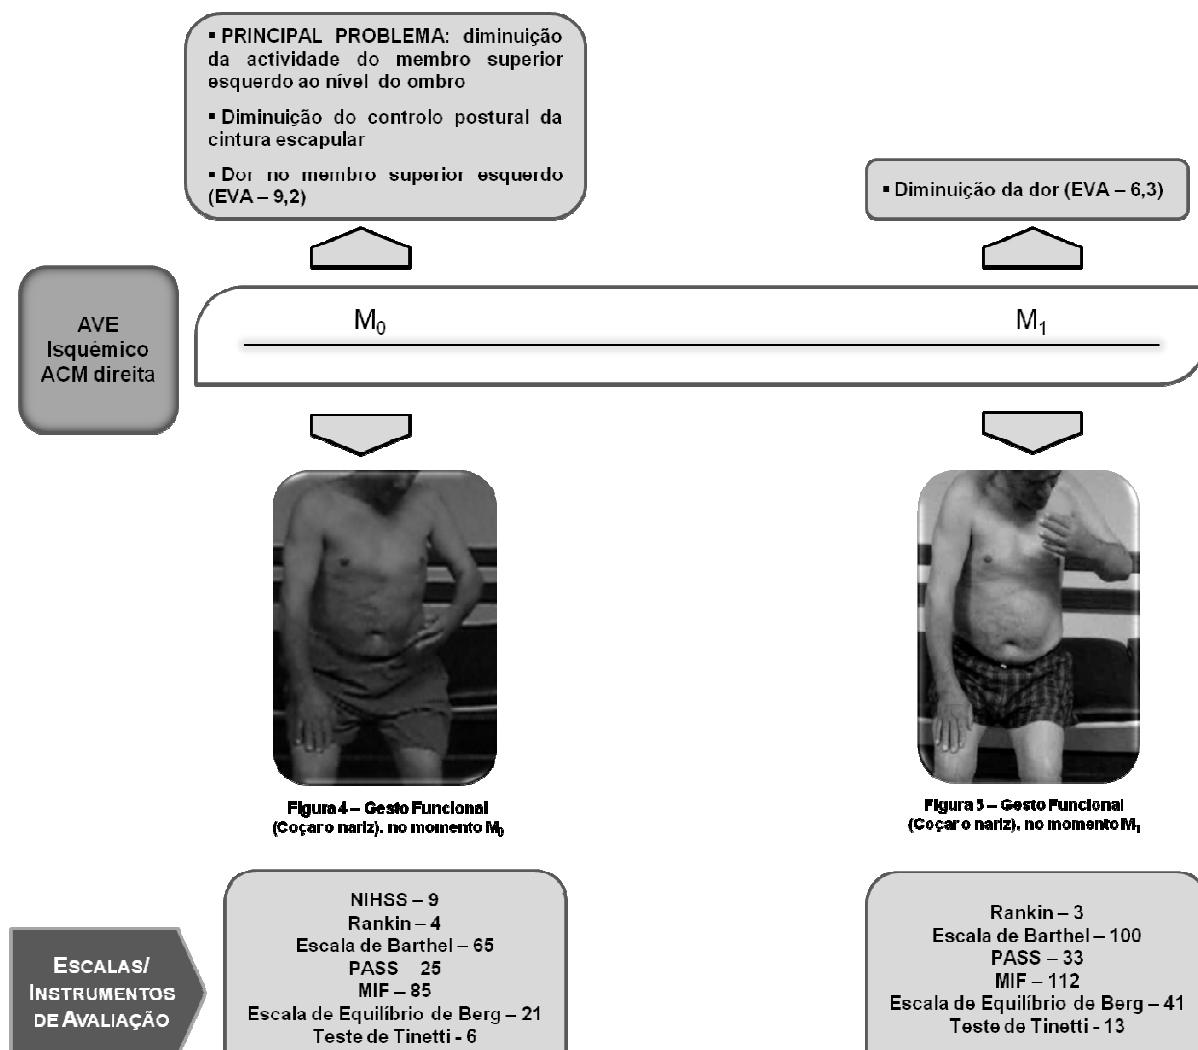 ▪ PRINCIPAL PROBLEMA: diminuição
da actividade do membro superior
esquerdo ao nível do ombro
▪ Diminuição do controlo postural da
cintura escapular
▪ Dor no membro superior esquerdo
(EVA – 9,2)
▪ Diminuição da dor (EVA – 6,3)
AVE
Isquémico
ACM direita
M0
M1
Figura 4 – Gesto Funcional
(Coçar o nariz), no momento M0
Figura 5 – Gesto Funcional
(Coçar o nariz), no momento M1
ESCALAS/
INSTRUMENTOS
DE AVALIAÇÃO
NIHSS – 9
Rankin – 4
Escala de Barthel – 65
PASS – 25
MIF – 85
Escala de Equilíbrio de Berg – 21
Teste de Tinetti - 6
Rankin – 3
Escala de Barthel – 100
PASS – 33
MIF – 112
Escala de Equilíbrio de Berg – 41
Teste de Tinetti - 13